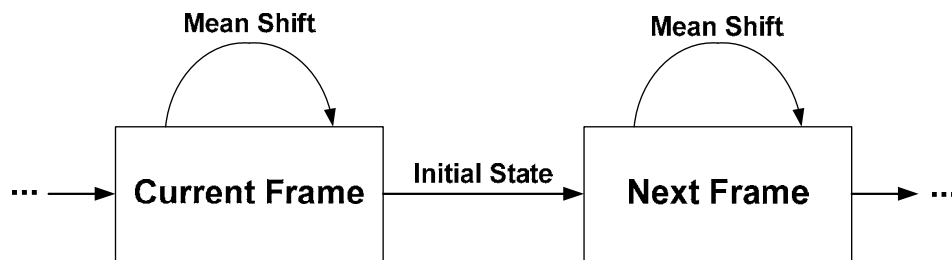 Mean Shift
Mean Shift
... Current Frame Initial State Next Frame ...